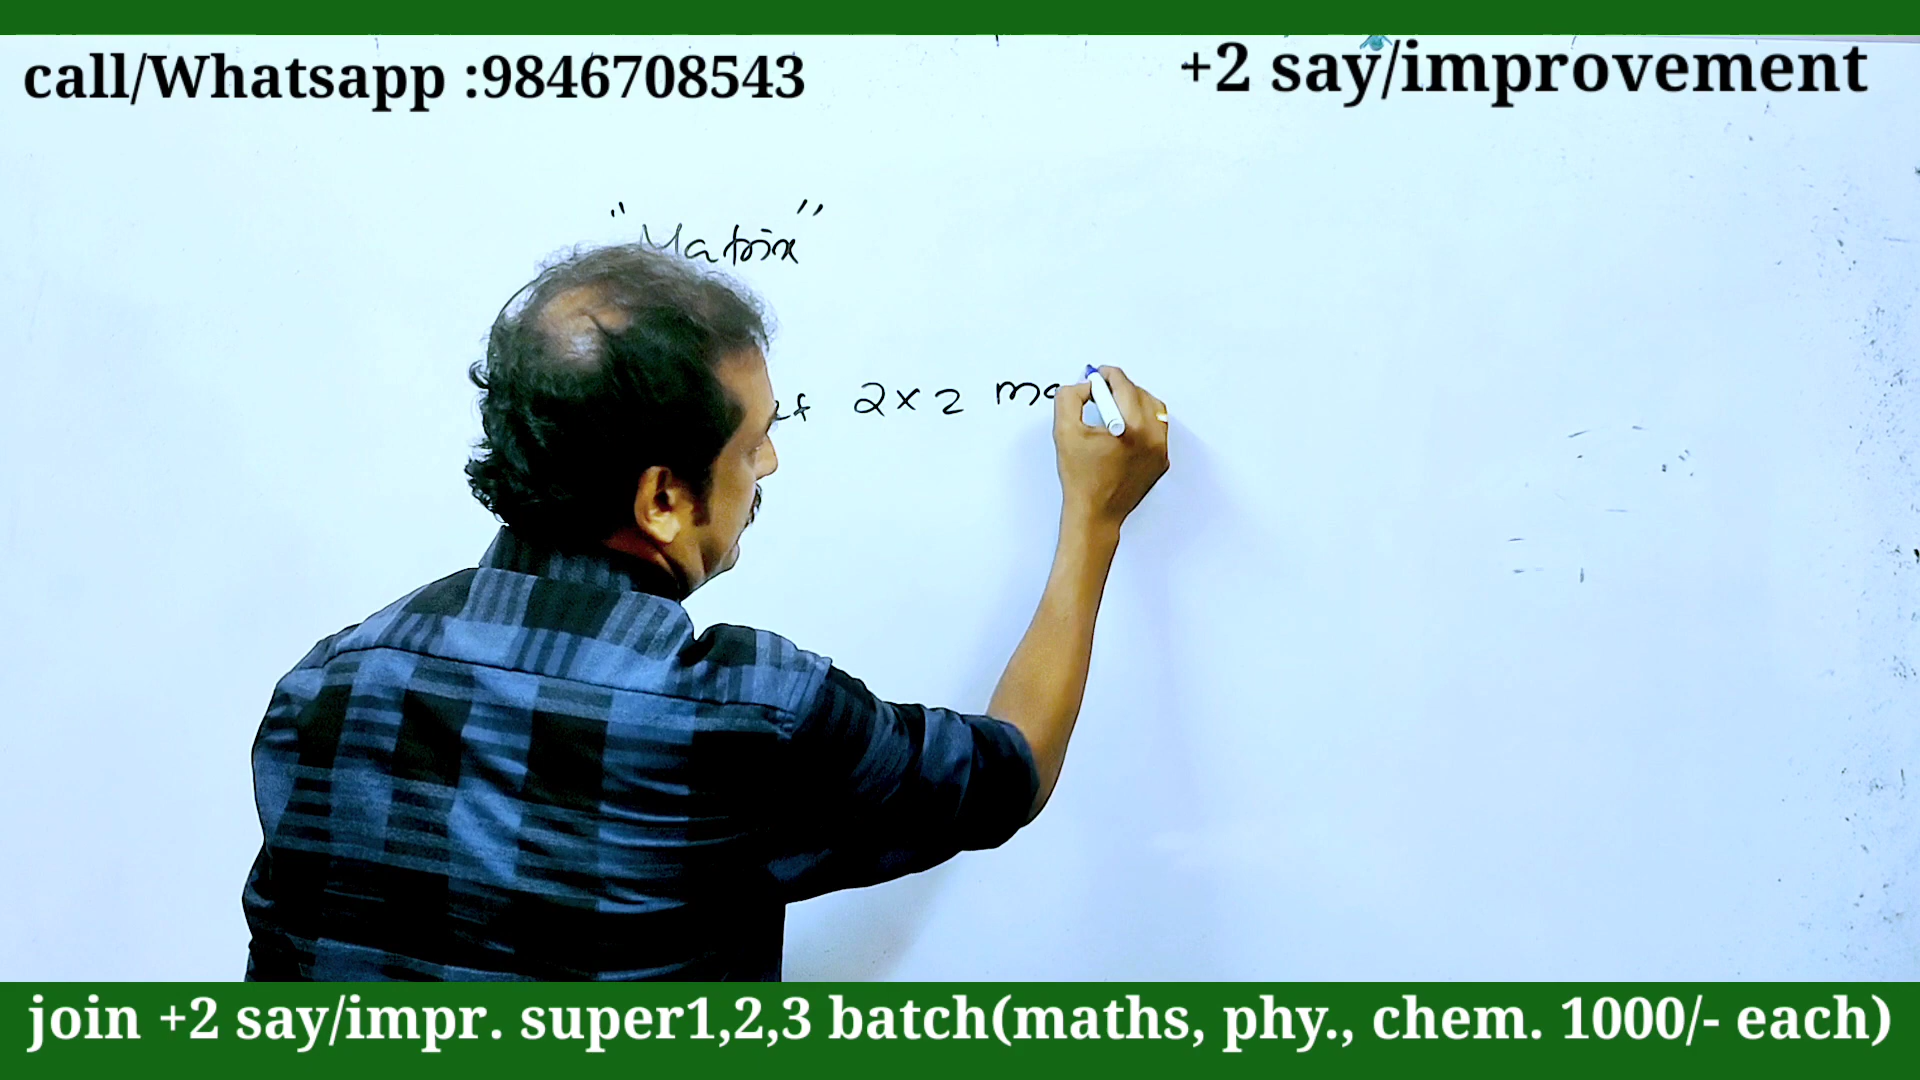 call/Whatsapp :9846708543
+2 say/improvement
"Matrix"
2x2
join +2 say/impr. super1,2,3 batch(maths, phy., chem. 1000/- each)